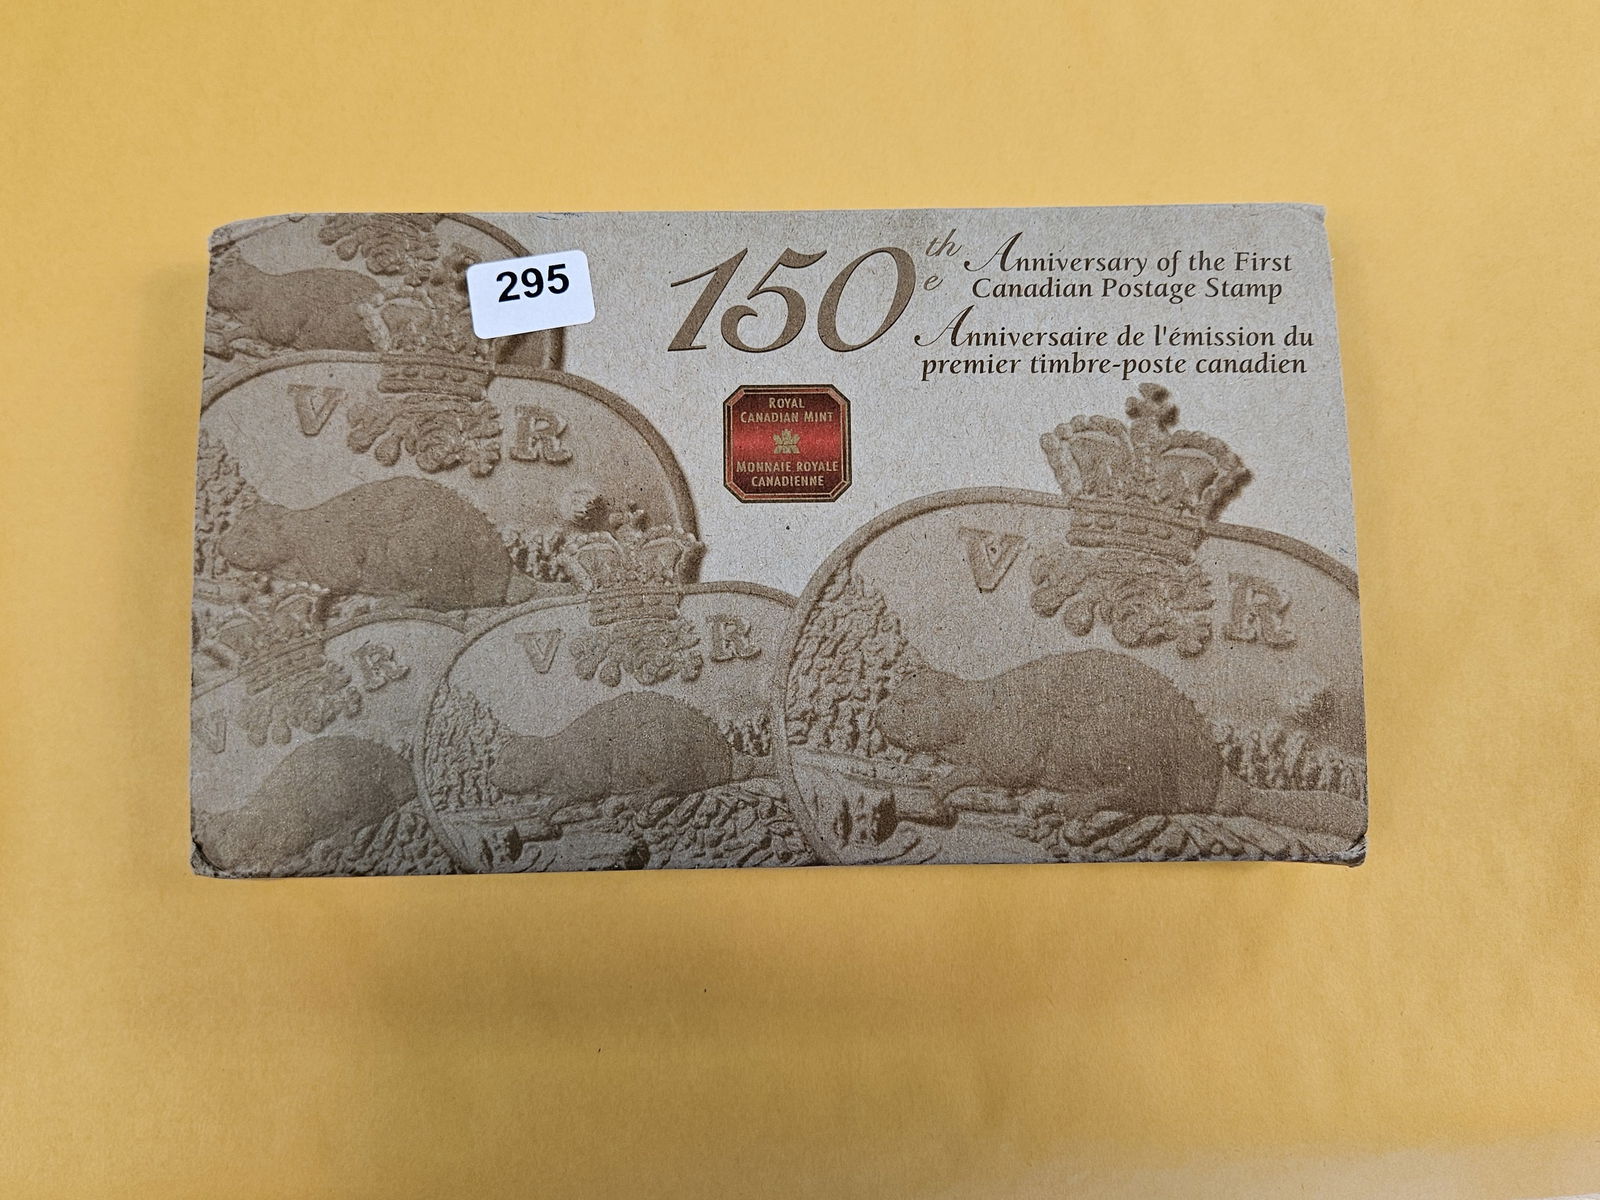 295
150th
e
Anniversary of the First
Canadian Postage Stamp
Anniversaire de l'émission du
premier timbre-poste canadien
ROYAL
CANADIAN MINT
MONNAIE ROYALE
CANADIENNE
V R
V R
V R
V R